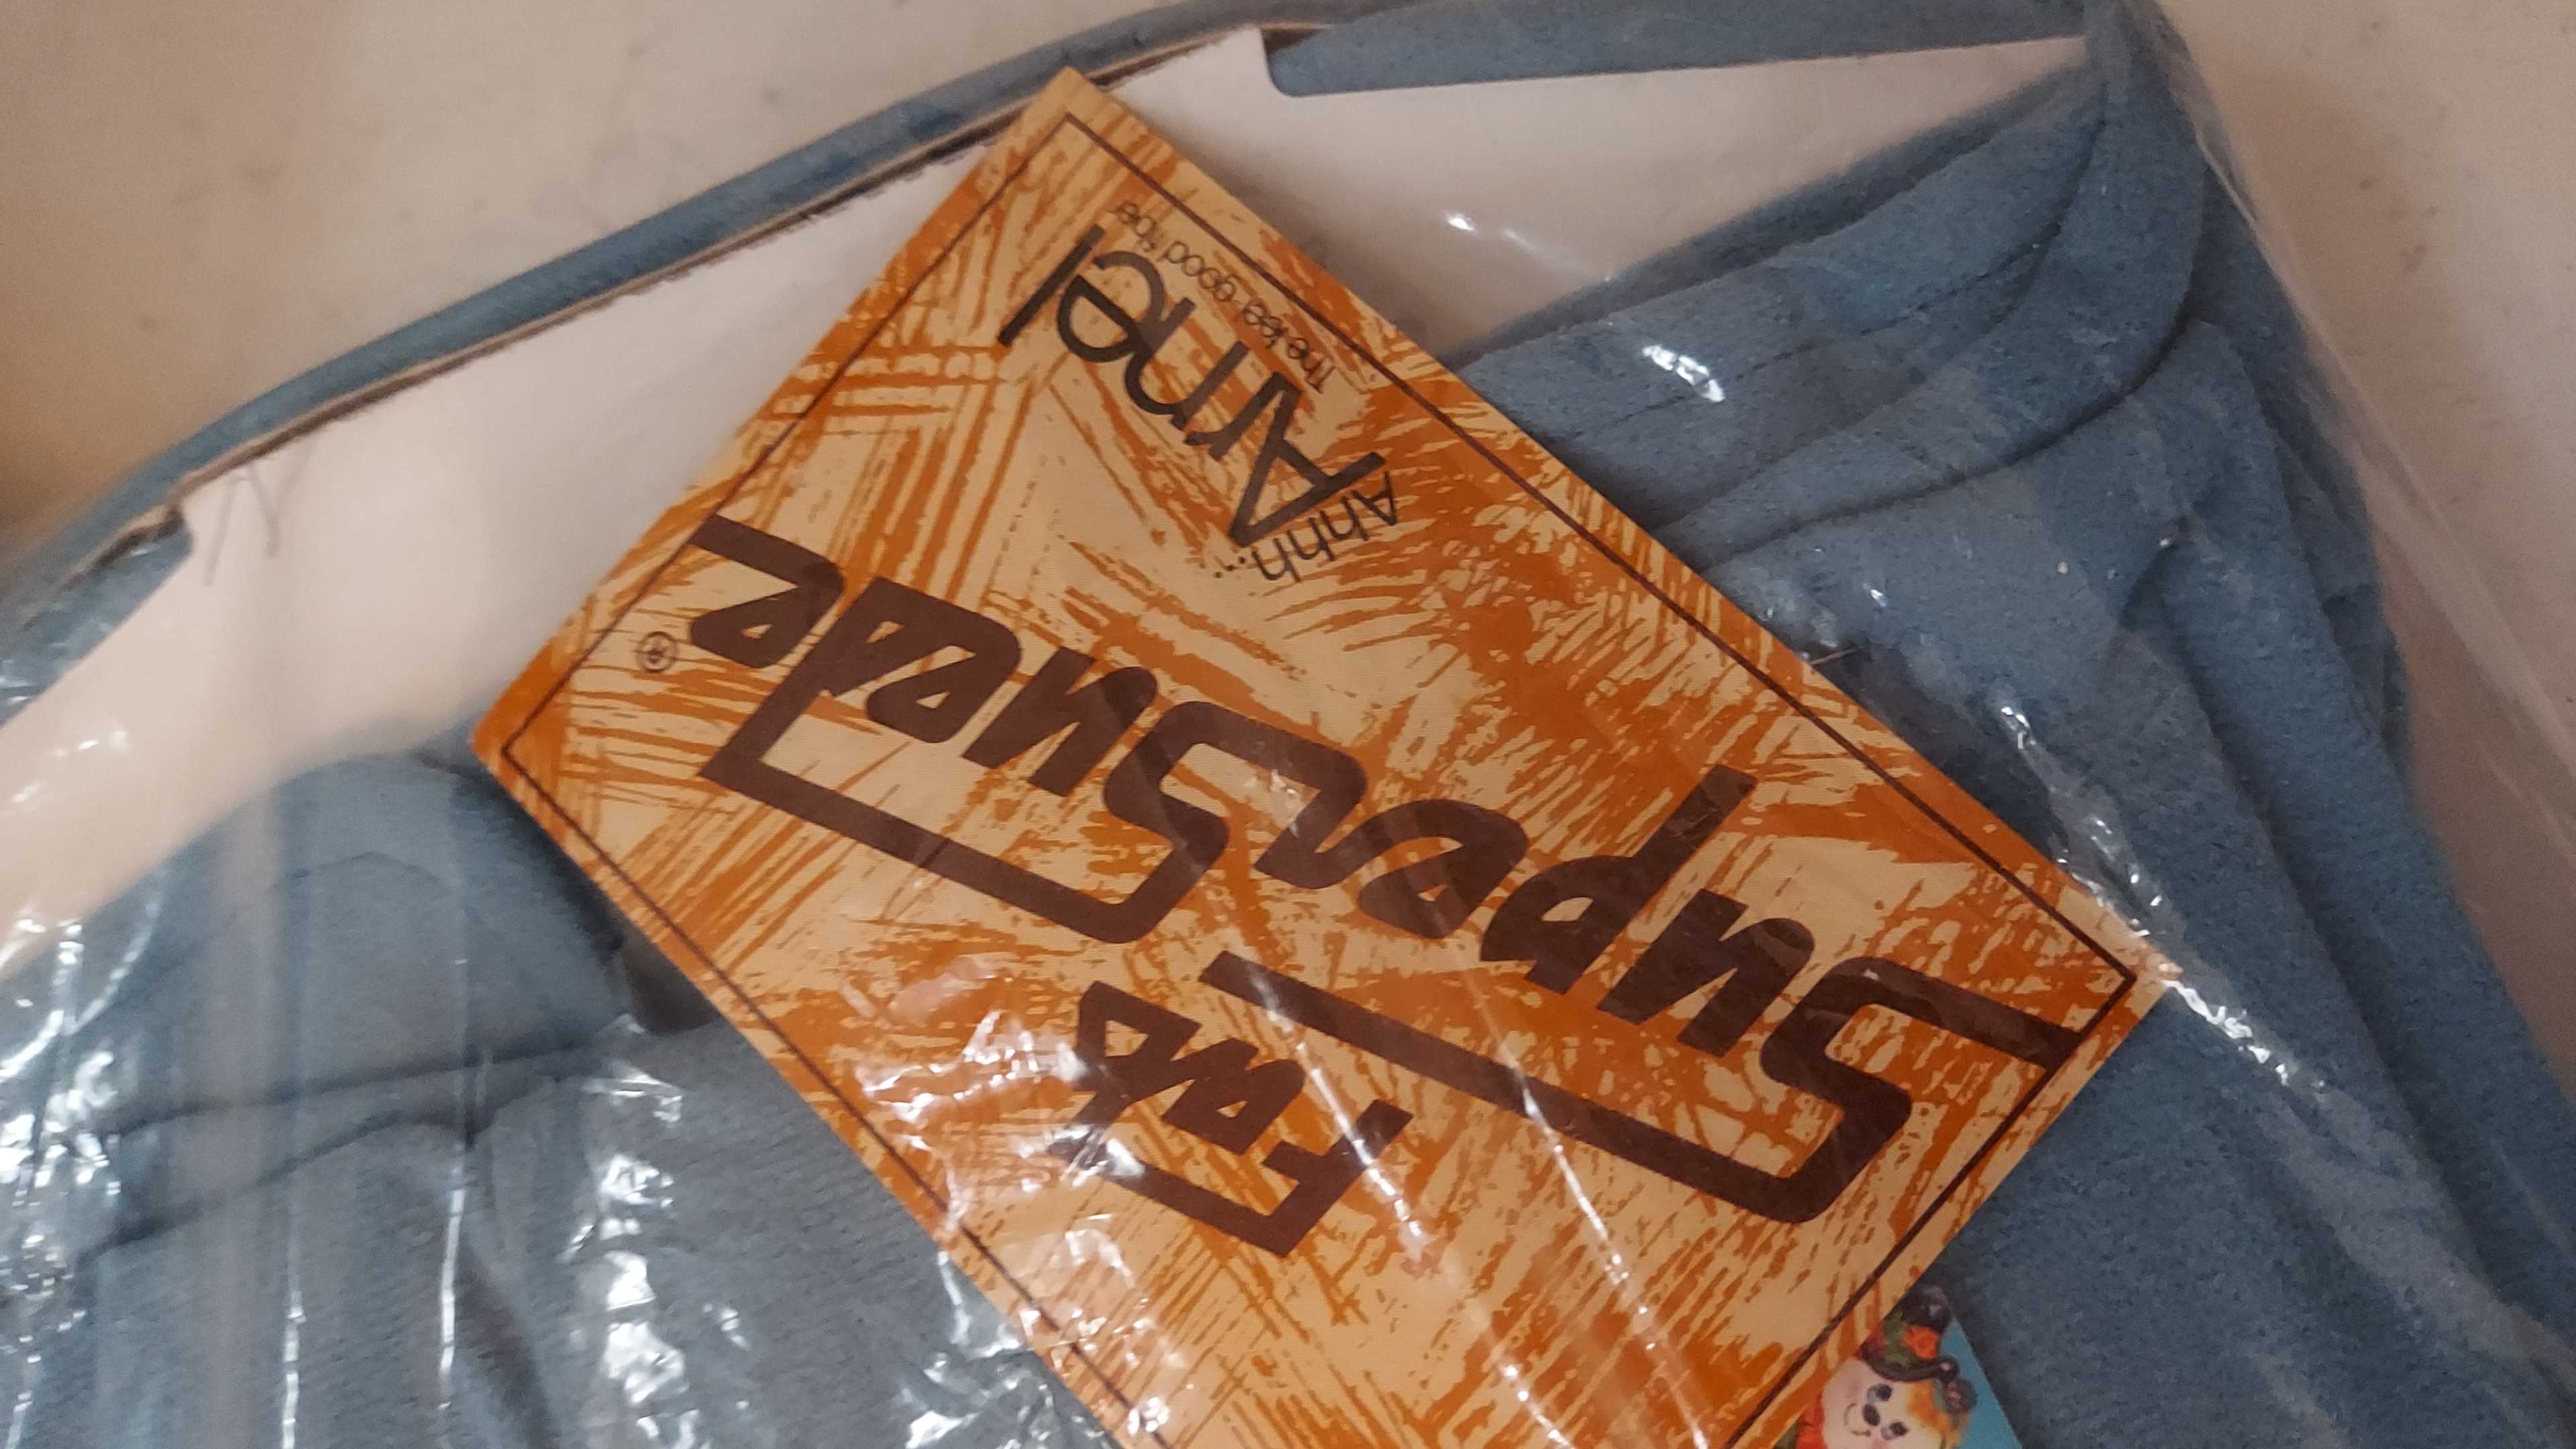 Fab
SuperSuede®
Ahhh...
Arnel
The feel-good fiber